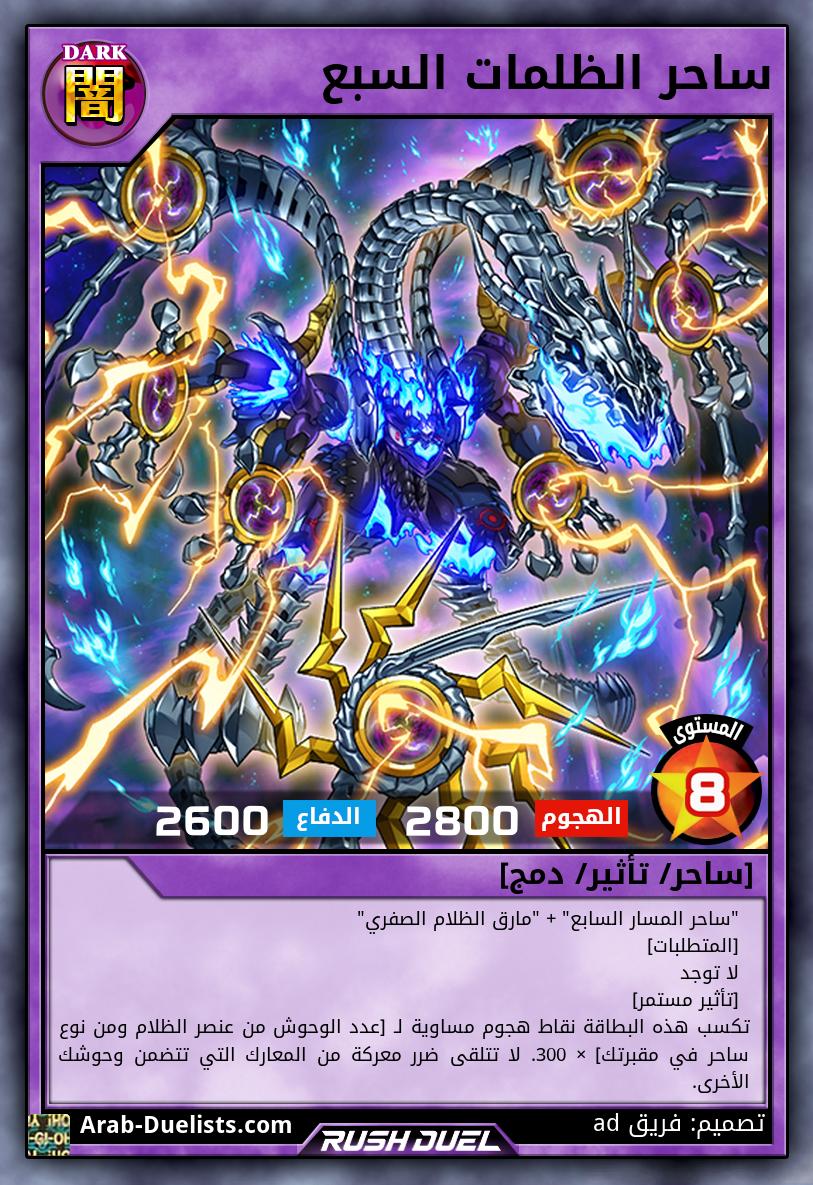 DARK
闇
ساحر الظلمات السبع
المستوى
8
الهجوم 2800 الدفاع 2600
[ساحر/ تأثير/ دمج]
"ساحر المسار السابع" + "مارق الظلام الصفري"
[المتطلبات]
لا توجد
[تأثير مستمر]
تكسب هذه البطاقة نقاط هجوم مساوية لـ [عدد الوحوش من عنصر الظلام ومن نوع
ساحر في مقبرتك] × 300. لا تتلقى ضرر معركة من المعارك التي تتضمن وحوشك
الأخرى.
تصميم: فريق ad
RUSH DUEL
Arab-Duelists.com